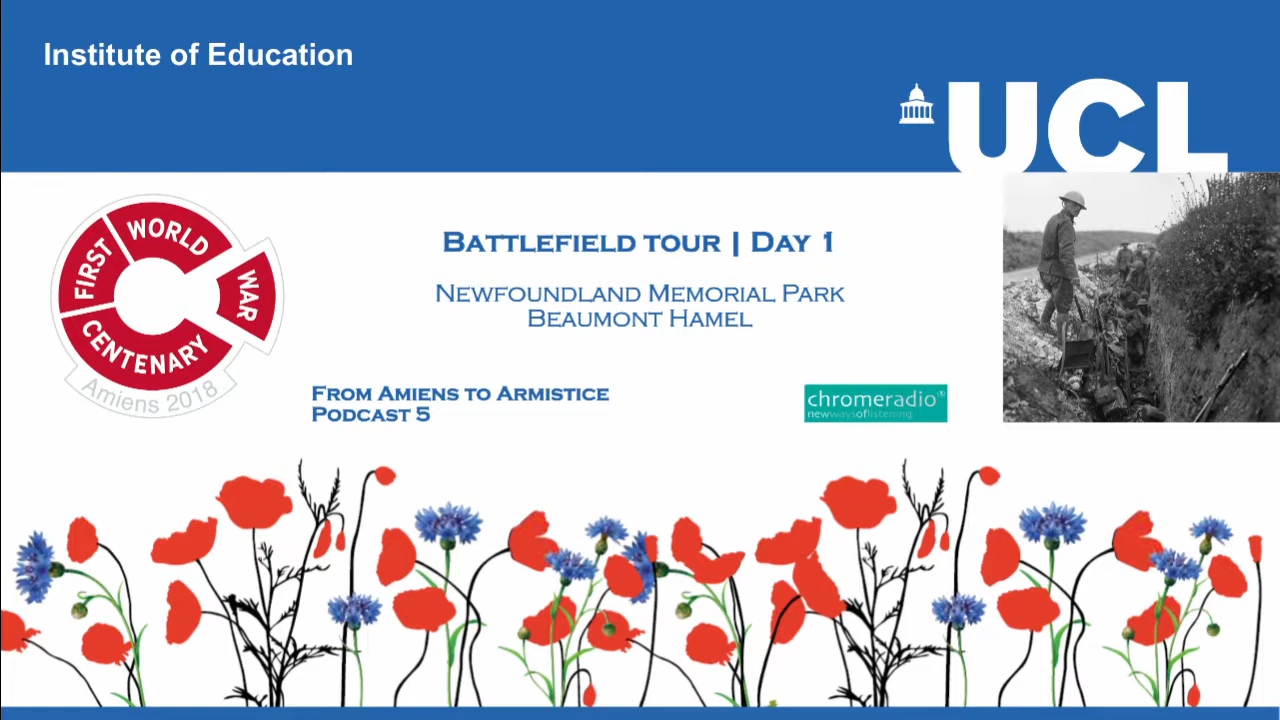 Institute of Education
UCL
FIRST
WORLD
WAR
CENTENARY
Amiens 2018
BATTLEFIELD TOUR | DAY 1
NEWFOUNDLAND MEMORIAL PARK
BEAUMONT HAMEL
FROM AMIENS TO ARMISTICE
PODCAST 5
chromeradio
newwaysoflistening